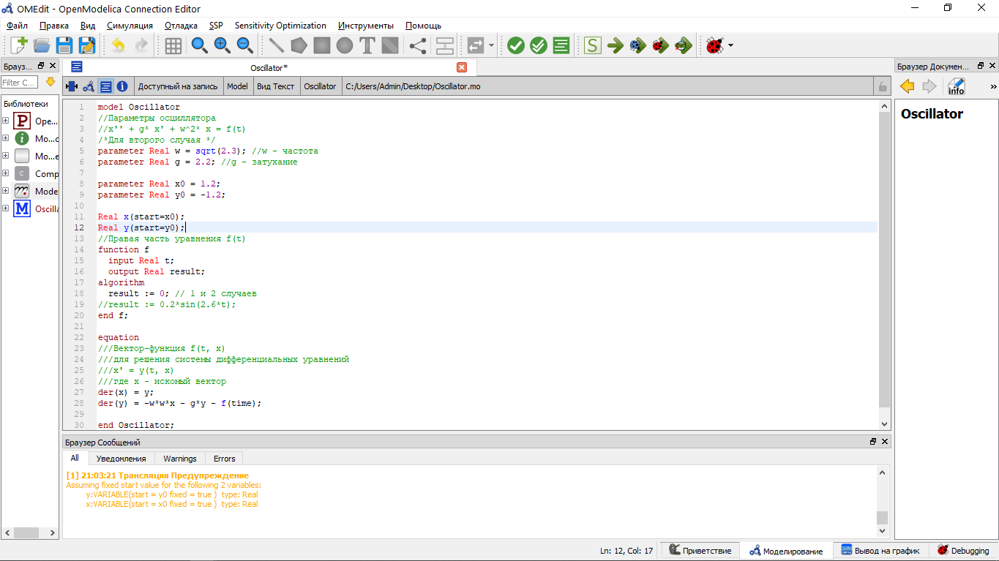 OMEdit - OpenModelica Connection Editor
Файл Правка Вид Симуляция Отладка SSP Sensitivity Optimization Инструменты Помощь
T S
Брауз...
Oscillator*
Браузер Докумен...
Filter C...
Доступный на запись Model Вид Текст Oscillator C:/Users/Admin/Desktop/Oscillator.mo
info »
Библиотеки
P Ope...
i Mo...c
Mo...e
C Comp
Mode
M Oscilla
Oscillator
1 model Oscillator
2 //Параметры осциллятора
3 //x'' + g* x' + w^2* x = f(t)
4 /*Для второго случая */
5 parameter Real w = sqrt(2.3); //w - частота
6 parameter Real g = 2.2; //g - затухание
7
8 parameter Real x0 = 1.2;
9 parameter Real y0 = -1.2;
10
11 Real x(start=x0);
12 Real y(start=y0);
13 //Правая часть уравнения f(t)
14 function f
15 input Real t;
16 output Real result;
17 algorithm
18 result := 0; // 1 и 2 случаев
19 //result := 0.2*sin(2.6*t);
20 end f;
21
22 equation
23 ///Вектор-функция f(t, x)
24 ///для решения системы дифференциальных уравнений
25 ///x' = y(t, x)
26 ///где x - искомый вектор
27 der(x) = y;
28 der(y) = -w*w*x - g*y - f(time);
29
30 end Oscillator;
Браузер Сообщений
All Уведомления Warnings Errors
[1] 21:03:21 Трансляция Предупреждение
Assuming fixed start value for the following 2 variables:
y:VARIABLE(start = y0 fixed = true ) type: Real
x:VARIABLE(start = x0 fixed = true ) type: Real
Ln: 12, Col: 17 Приветствие Моделирование Вывод на график Debugging